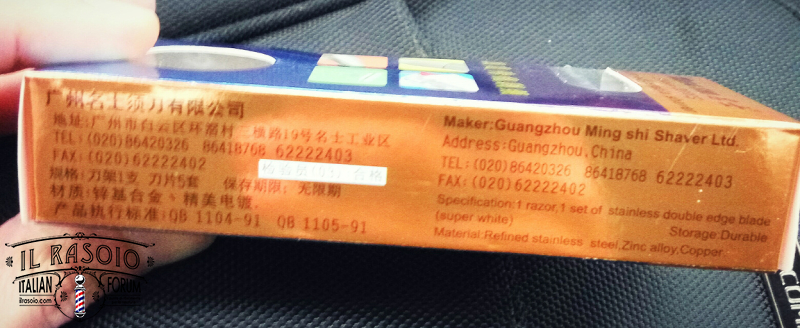 广州名士须刀有限公司
地址:广州市白云区环滘村二横路19号名士工业区
TEL:(020)86420326 86418768 62222403
FAX:(020)62222402
规格:刀架1支 刀片5套 保存期限: 无限期
材质:锌基合金、精美电镀.
产品执行标准:QB 1104-91 QB 1105-91
合格
Maker:Guangzhou Ming shi Shaver Ltd.
Address:Guangzhou,China
TEL:(020)86420326 86418768 62222403
FAX:(020)62222402
Specification:1 razor,1 set of stainless double edge blade
(super white)
Storage:Durable
Material:Refined stainless steel,Zinc alloy,Copper
IL RASOIO
ITALIAN FORUM
ilrasoio.com